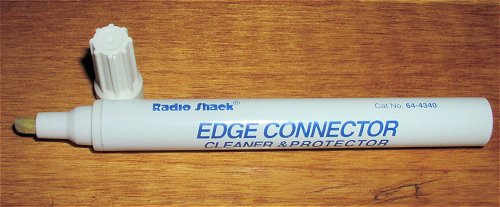 Radio Shack®
Cat No. 64-4340
EDGE CONNECTOR
CLEANER & PROTECTOR